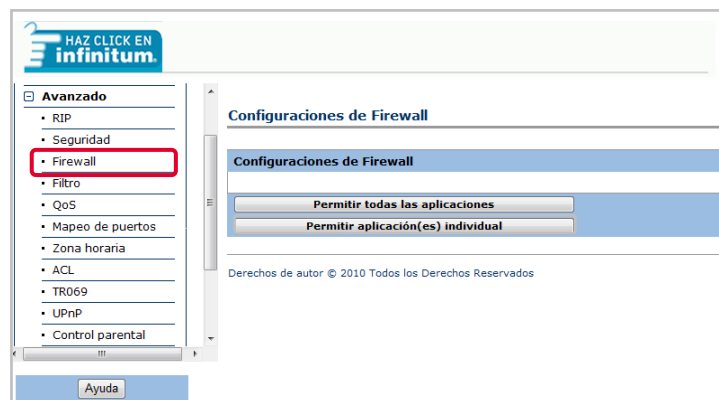 HAZ CLICK EN
infinitum.
Avanzado
RIP
Seguridad
Firewall
Filtro
QoS
Mapeo de puertos
Zona horaria
ACL
TR069
UPnP
Control parental
Ayuda
Configuraciones de Firewall
Configuraciones de Firewall
Permitir todas las aplicaciones
Permitir aplicación(es) individual
Derechos de autor © 2010 Todos los Derechos Reservados